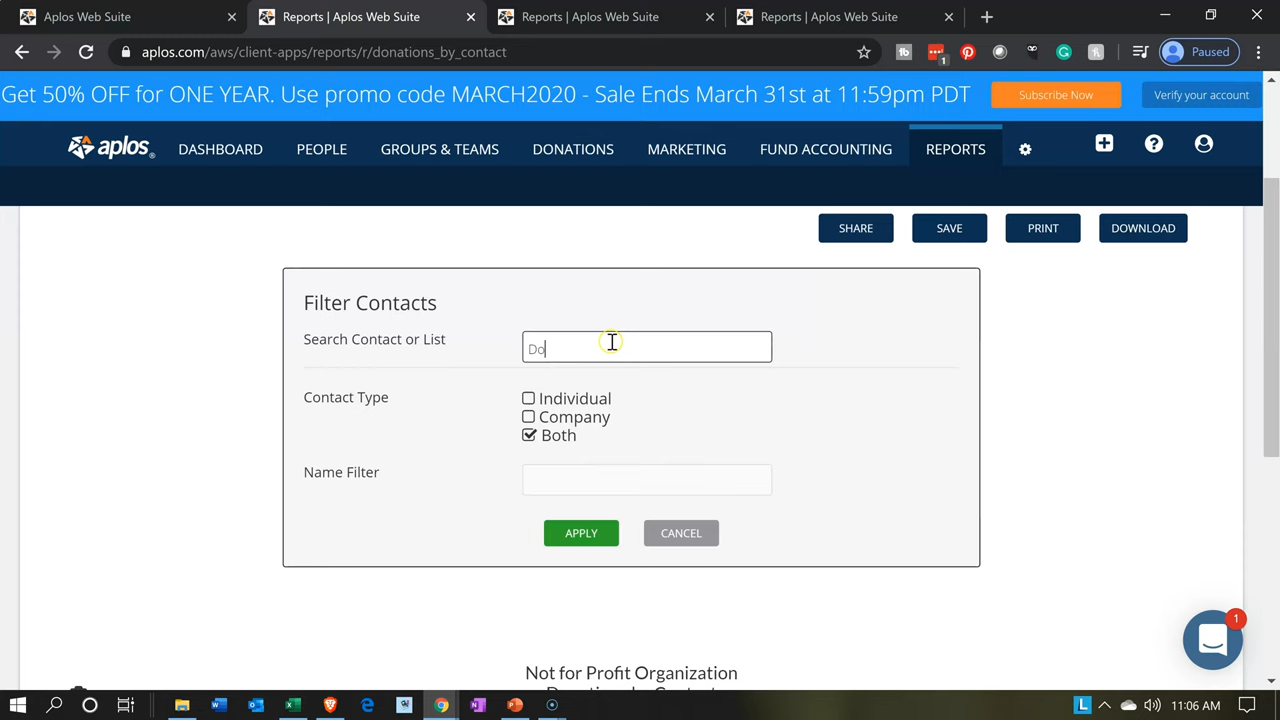 Aplos Web Suite
Reports | Aplos Web Suite
Reports | Aplos Web Suite
Reports | Aplos Web Suite
aplos.com/aws/client-apps/reports/r/donations_by_contact
1
Paused
Get 50% OFF for ONE YEAR. Use promo code MARCH2020 - Sale Ends March 31st at 11:59pm PDT
Subscribe Now
Verify your account
aplos
DASHBOARD
PEOPLE
GROUPS & TEAMS
DONATIONS
MARKETING
FUND ACCOUNTING
REPORTS
SHARE
SAVE
PRINT
DOWNLOAD
Filter Contacts
Search Contact or List
Do
Contact Type
Individual
Company
Both
Name Filter
APPLY
CANCEL
1
Not for Profit Organization
Donations by Contact
11:06 AM